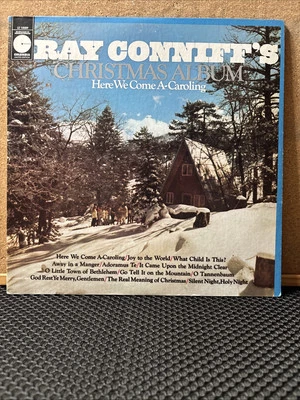 RAY CONNIFF'S
CHRISTMAS ALBUM
Here We Come A-Caroling
Here We Come A-Caroling/Joy to the World/What Child Is This?
Away in a Manger/Adoramus Te/It Came Upon the Midnight Clear
O Little Town of Bethlehem/Go Tell It on the Mountain/O Tannenbaum
God Rest Ye Merry, Gentlemen/The Real Meaning of Christmas/Silent Night, Holy Night